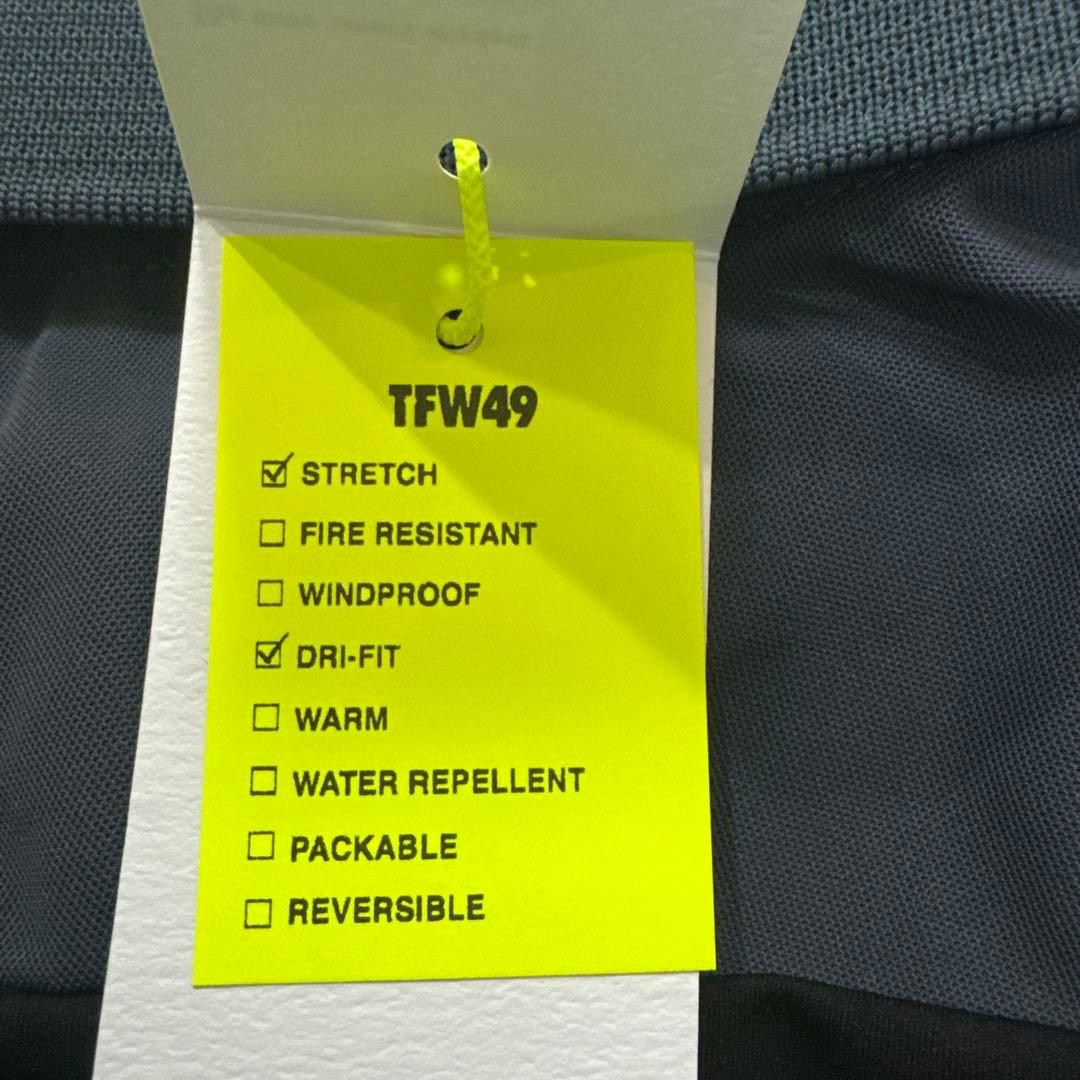 TFW49
STRETCH
FIRE RESISTANT
WINDPROOF
DRI-FIT
WARM
WATER REPELLENT
PACKABLE
REVERSIBLE